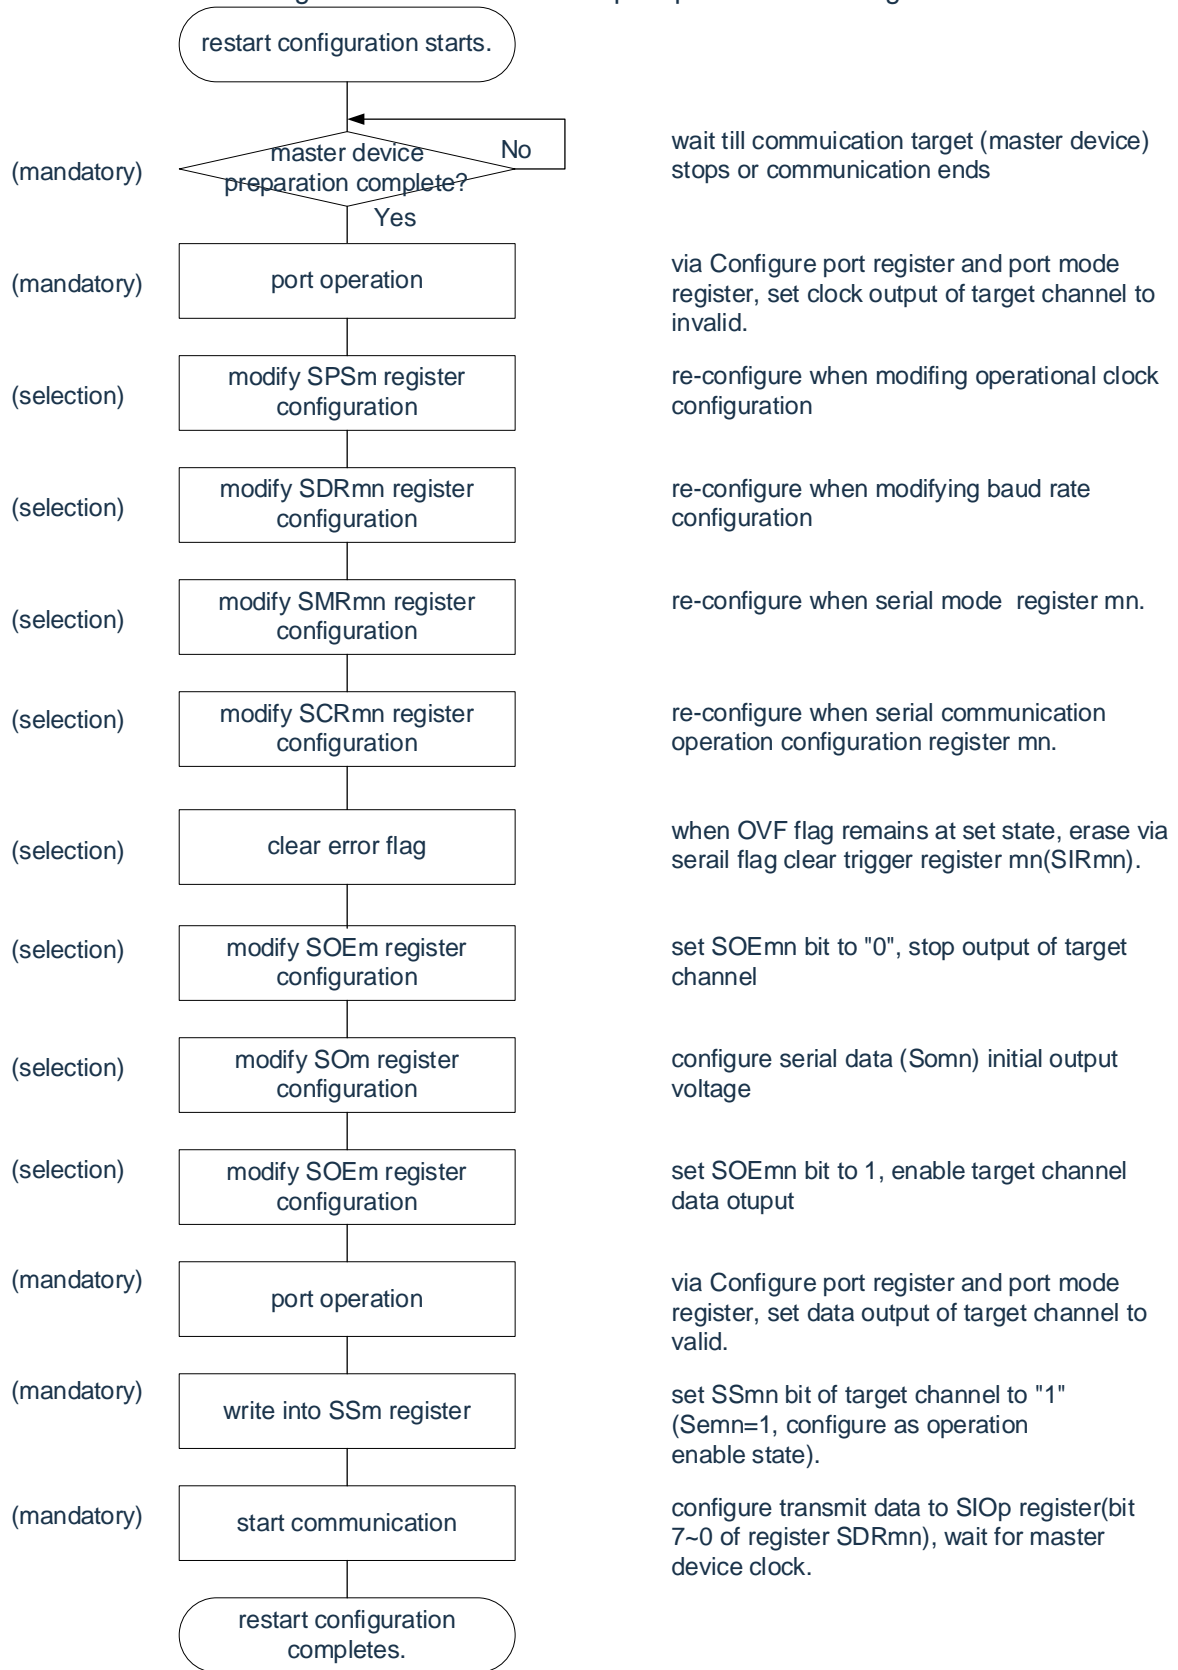 restart configuration starts.
No
master device
preparation complete?
(mandatory)
wait till commuication target (master device)
stops or communication ends
Yes
(mandatory)
port operation
via Configure port register and port mode
register, set clock output of target channel to
invalid.
(selection)
modify SPSm register
configuration
re-configure when modifing operational clock
configuration
(selection)
modify SDRmn register
configuration
re-configure when modifying baud rate
configuration
(selection)
modify SMRmn register
configuration
re-configure when serial mode  register mn.
(selection)
modify SCRmn register
configuration
re-configure when serial communication
operation configuration register mn.
(selection)
clear error flag
when OVF flag remains at set state, erase via
serail flag clear trigger register mn(SIRmn).
(selection)
modify SOEm register
configuration
set SOEmn bit to "0", stop output of target
channel
(selection)
modify SOm register
configuration
configure serial data (Somn) initial output
voltage
(selection)
modify SOEm register
configuration
set SOEmn bit to 1, enable target channel
data otuput
(mandatory)
port operation
via Configure port register and port mode
register, set data output of target channel to
valid.
(mandatory)
write into SSm register
set SSmn bit of target channel to "1"
(Semn=1, configure as operation
enable state).
(mandatory)
start communication
configure transmit data to SIOp register(bit
7~0 of register SDRmn), wait for master
device clock.
restart configuration
completes.